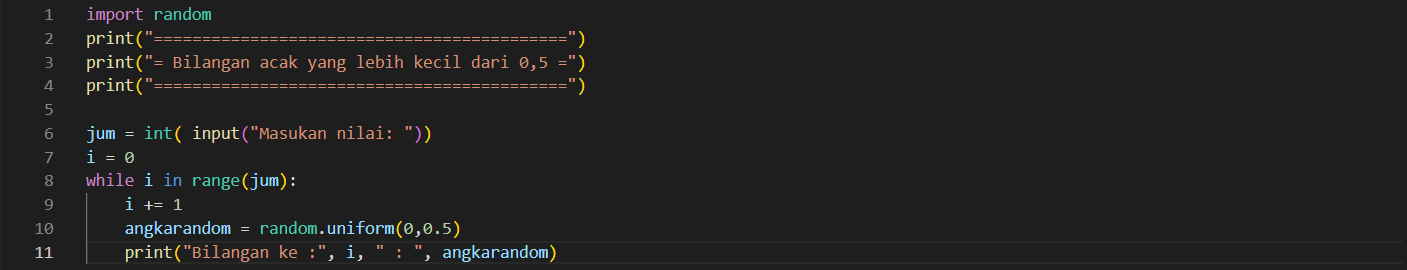 1 import random
2 print("===========================================")
3 print("= Bilangan acak yang lebih kecil dari 0,5 =")
4 print("===========================================")
5
6 jum = int( input("Masukan nilai: "))
7 i = 0
8 while i in range(jum):
9     i += 1
10     angkarandom = random.uniform(0,0.5)
11     print("Bilangan ke :", i, " : ", angkarandom)